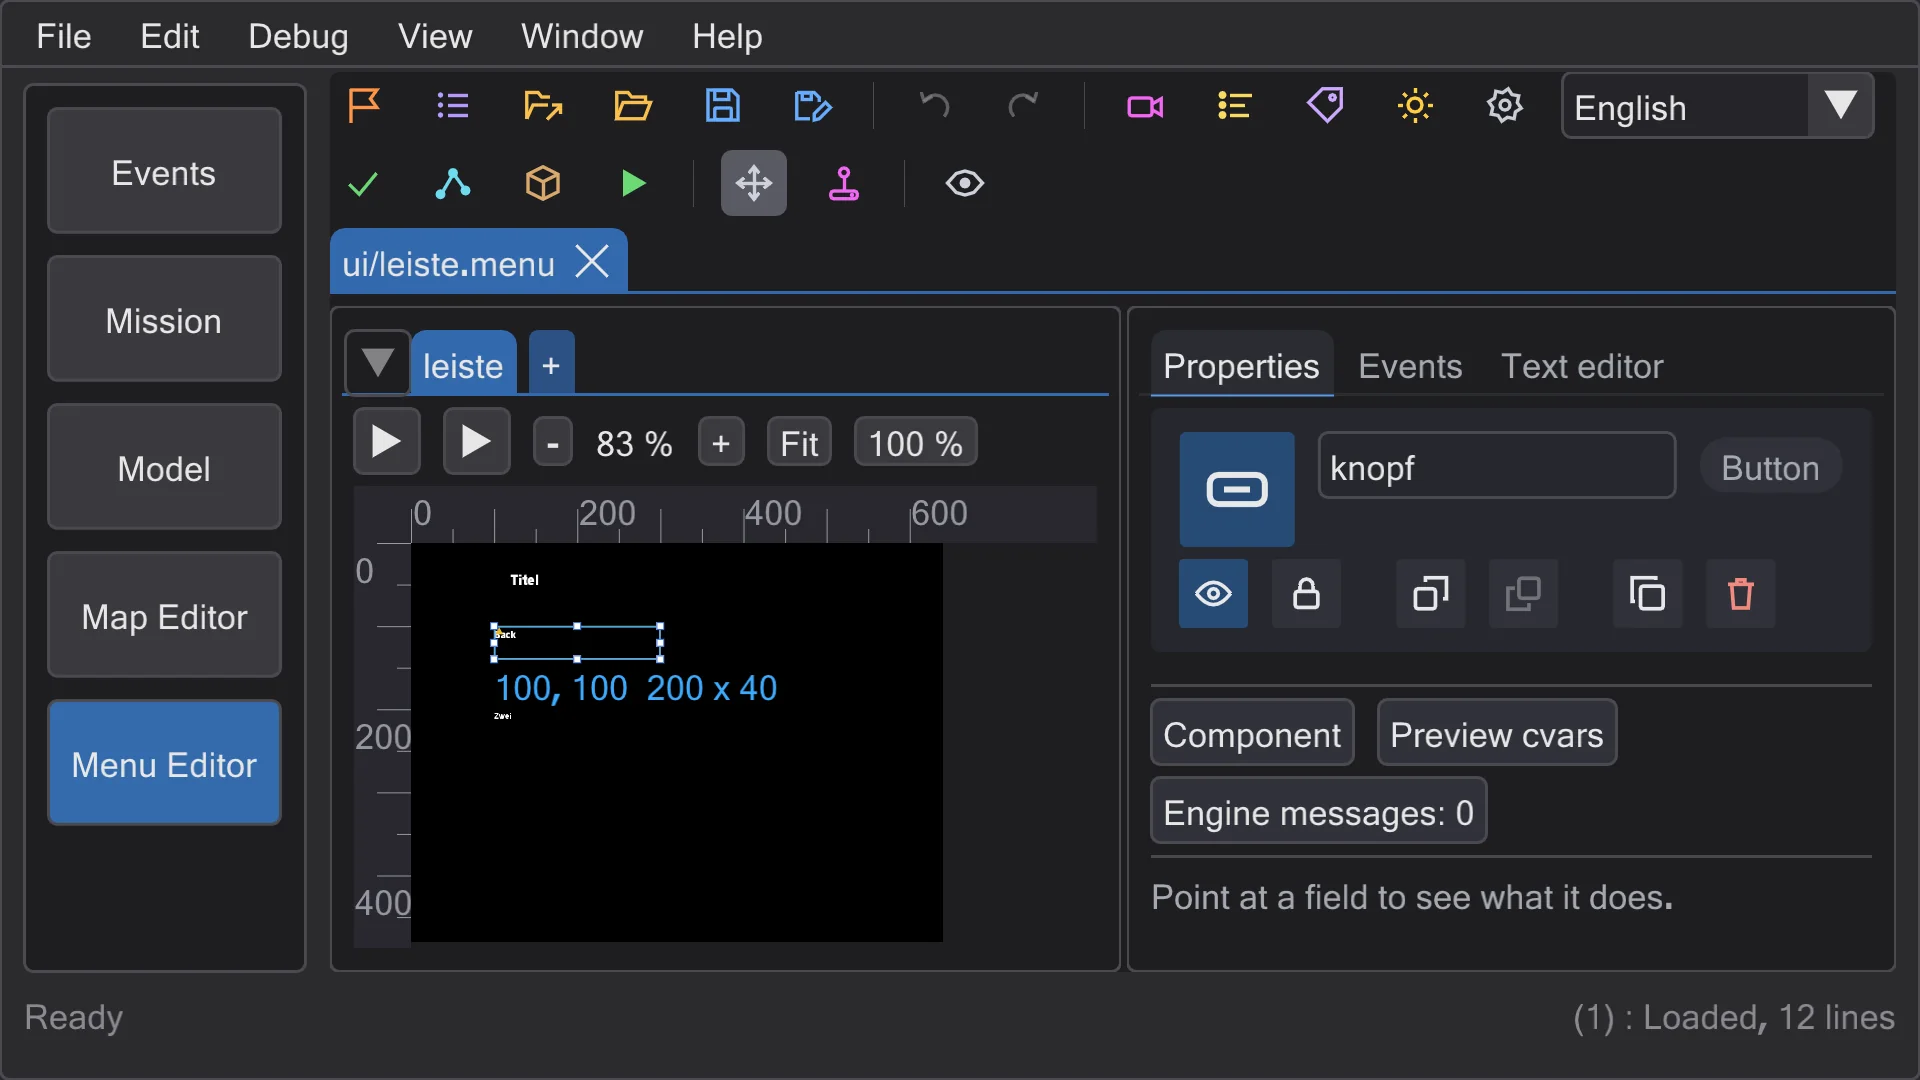 File Edit Debug View Window Help
English
Events
Mission
Model
Map Editor
Menu Editor
ui/leiste.menu
leiste +
- 83 % + Fit 100 %
0 200 400 600
0
200
400
Titel
Back
100, 100 200 x 40
Zwei
Properties Events Text editor
knopf Button
Component Preview cvars
Engine messages: 0
Point at a field to see what it does.
Ready
(1) : Loaded, 12 lines